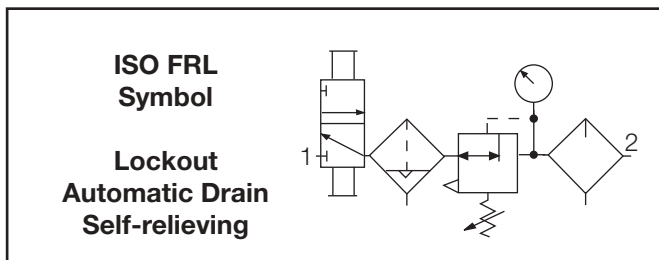 ISO FRL
Symbol
Lockout
Automatic Drain
Self-relieving
1
2